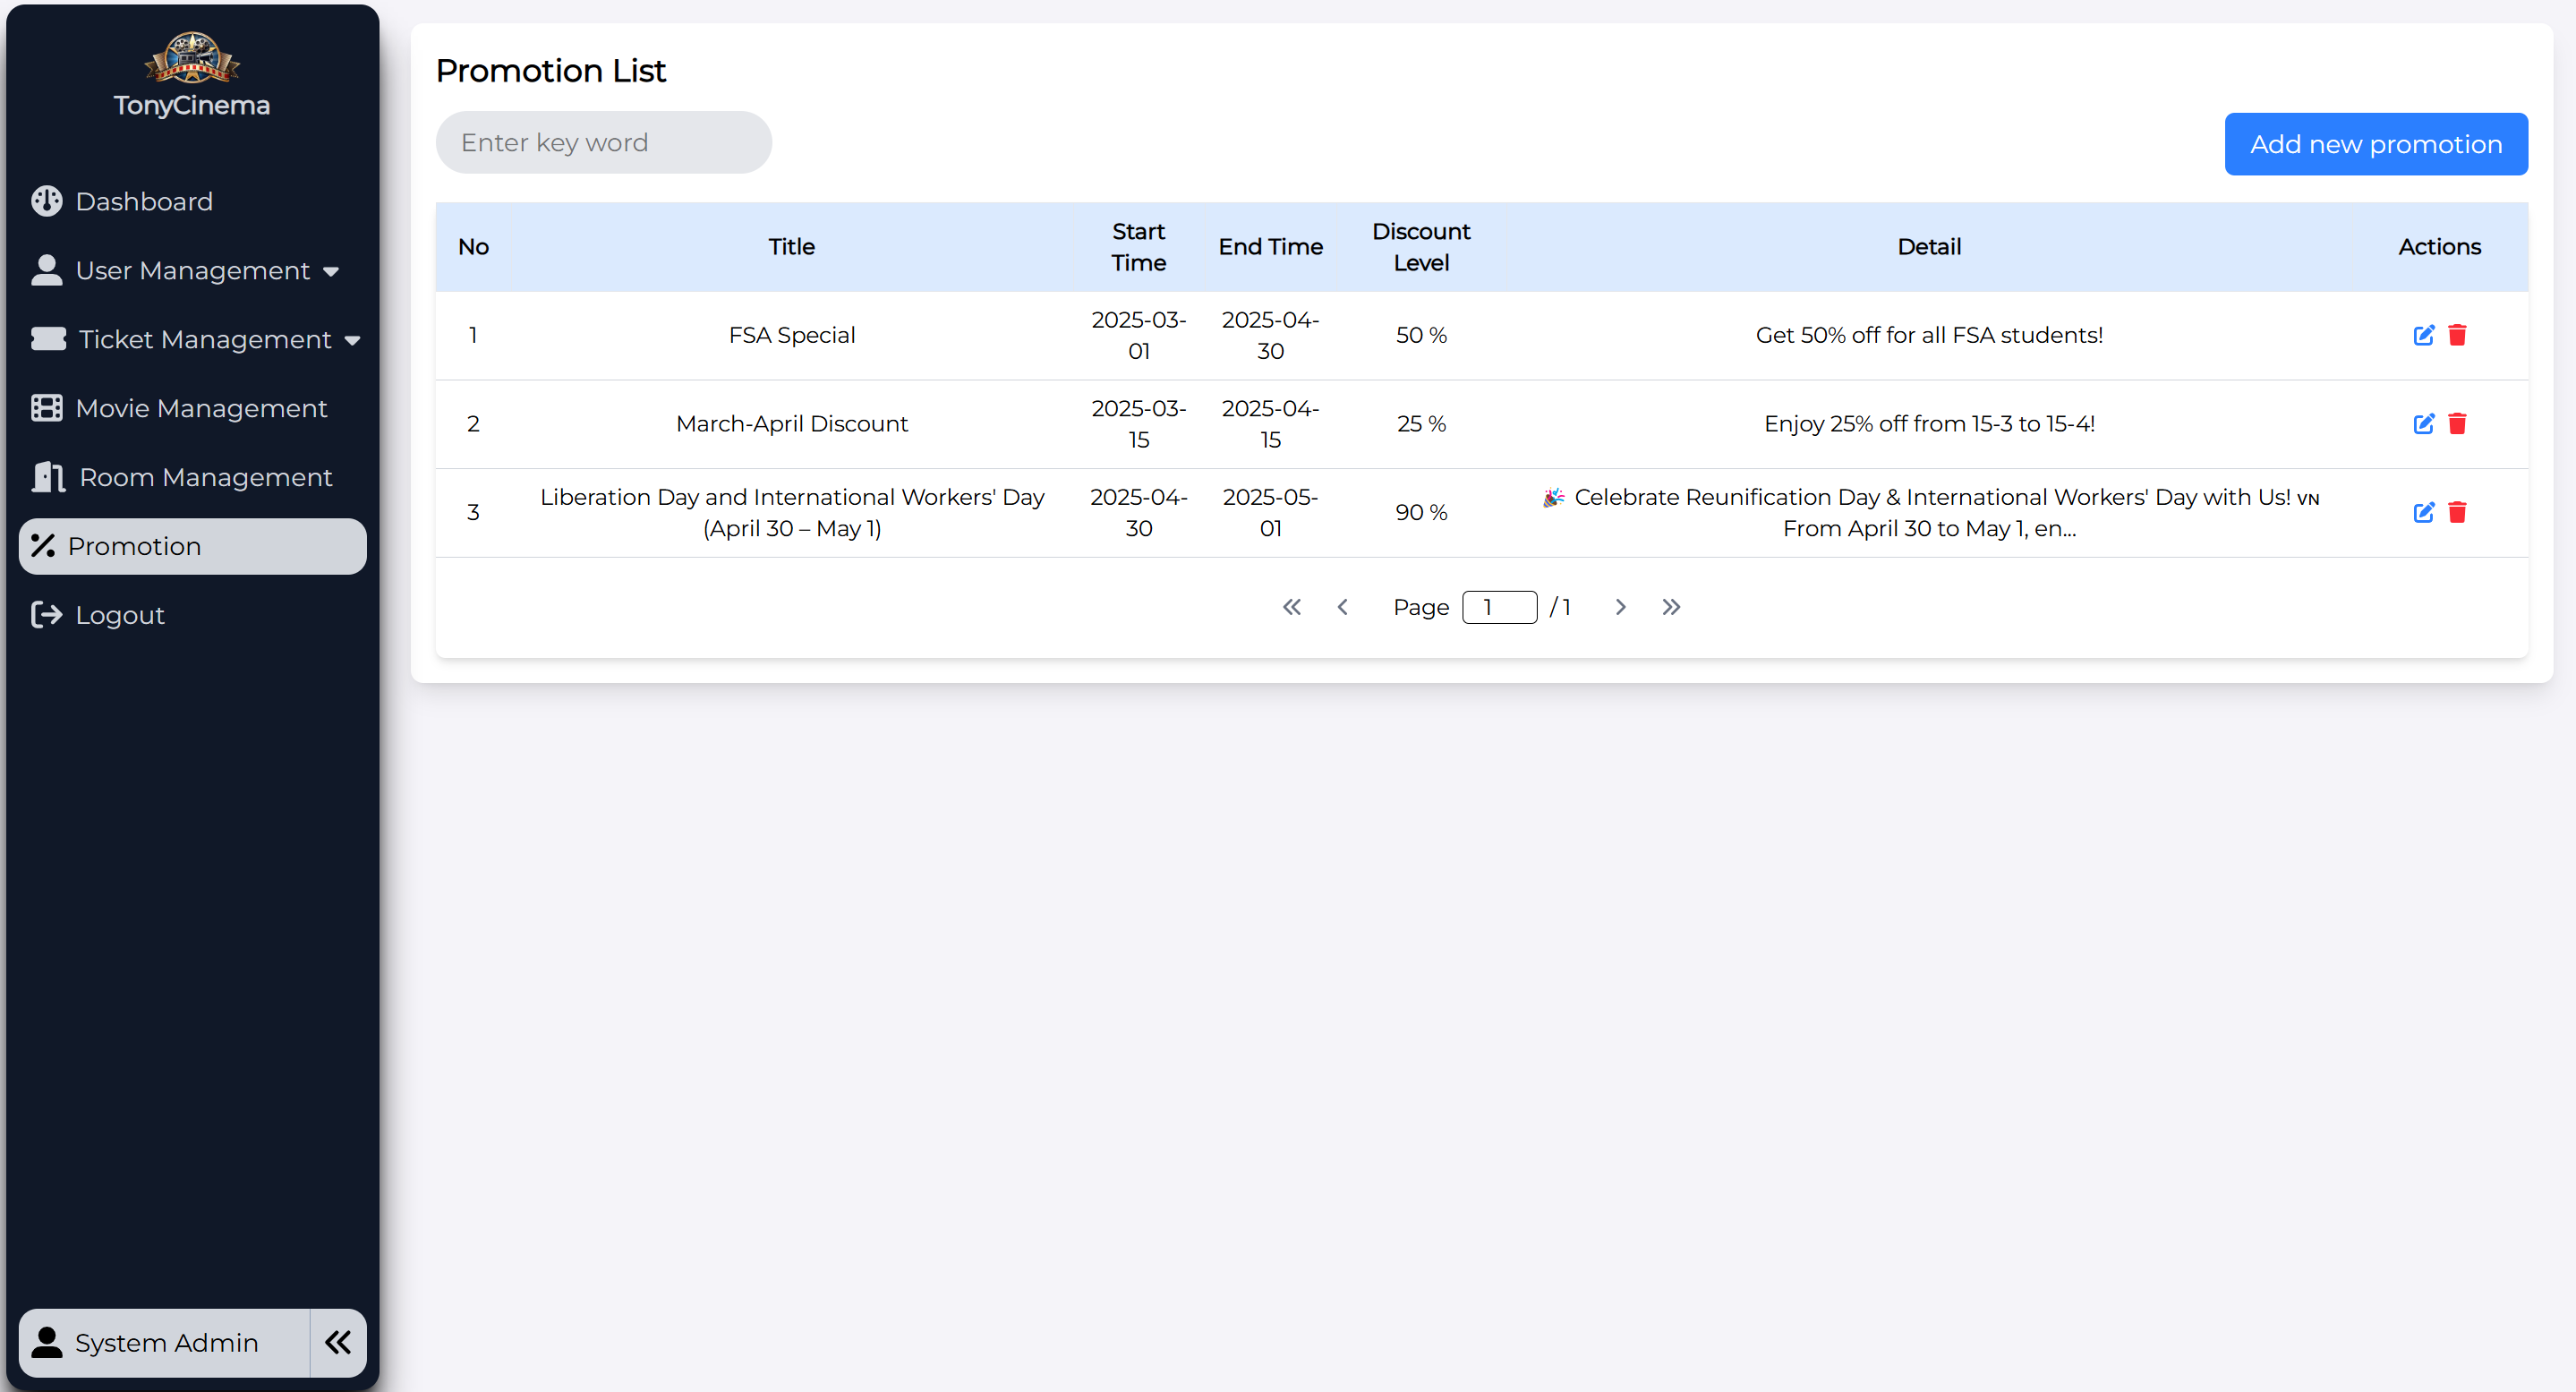 TonyCinema
Dashboard
User Management
Ticket Management
Movie Management
Room Management
Promotion
Logout
System Admin
Promotion List
Enter key word
Add new promotion
No Title Start Time End Time Discount Level Detail Actions
1 FSA Special 2025-03-01 2025-04-30 50 % Get 50% off for all FSA students!
2 March-April Discount 2025-03-15 2025-04-15 25 % Enjoy 25% off from 15-3 to 15-4!
3 Liberation Day and International Workers' Day (April 30 – May 1) 2025-04-30 2025-05-01 90 % 🎉 Celebrate Reunification Day & International Workers' Day with Us! VN From April 30 to May 1, en...
Page 1 / 1